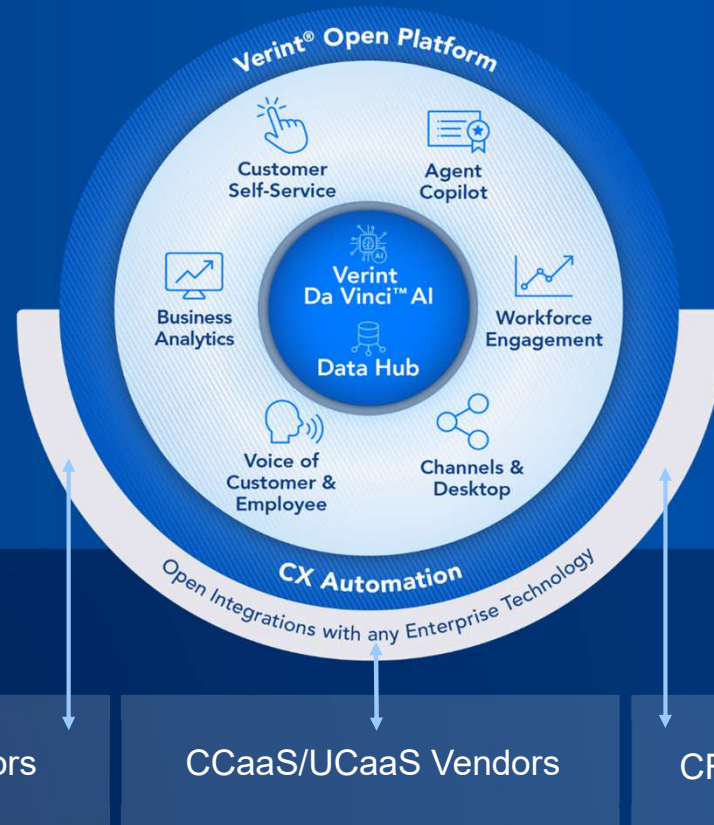 Verint® Open Platform
Customer
Self-Service
Agent
Copilot
AI
Verint
Da Vinci™ AI
Data Hub
Business
Analytics
Workforce
Engagement
Voice of
Customer &
Employee
Channels &
Desktop
CX Automation
Open Integrations with any Enterprise Technology
CCaaS/UCaaS Vendors